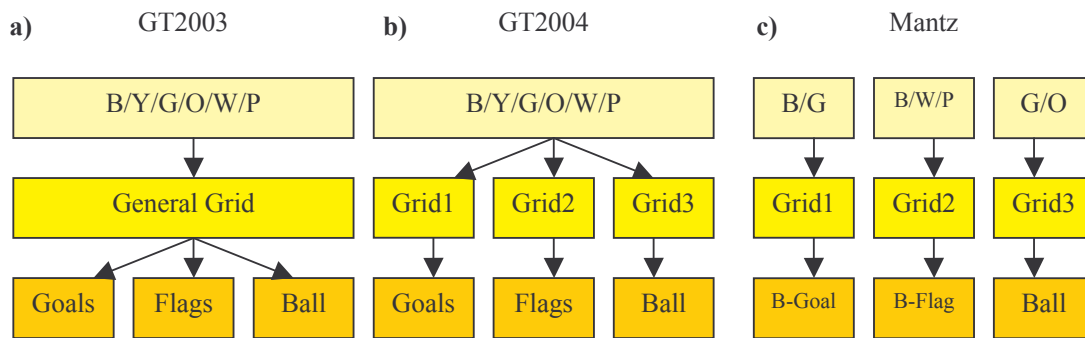 a) GT2003 b) GT2004 c) Mantz
B/Y/G/O/W/P B/Y/G/O/W/P B/G B/W/P G/O
General Grid Grid1 Grid2 Grid3 Grid1 Grid2 Grid3
Goals Flags Ball Goals Flags Ball B-Goal B-Flag Ball